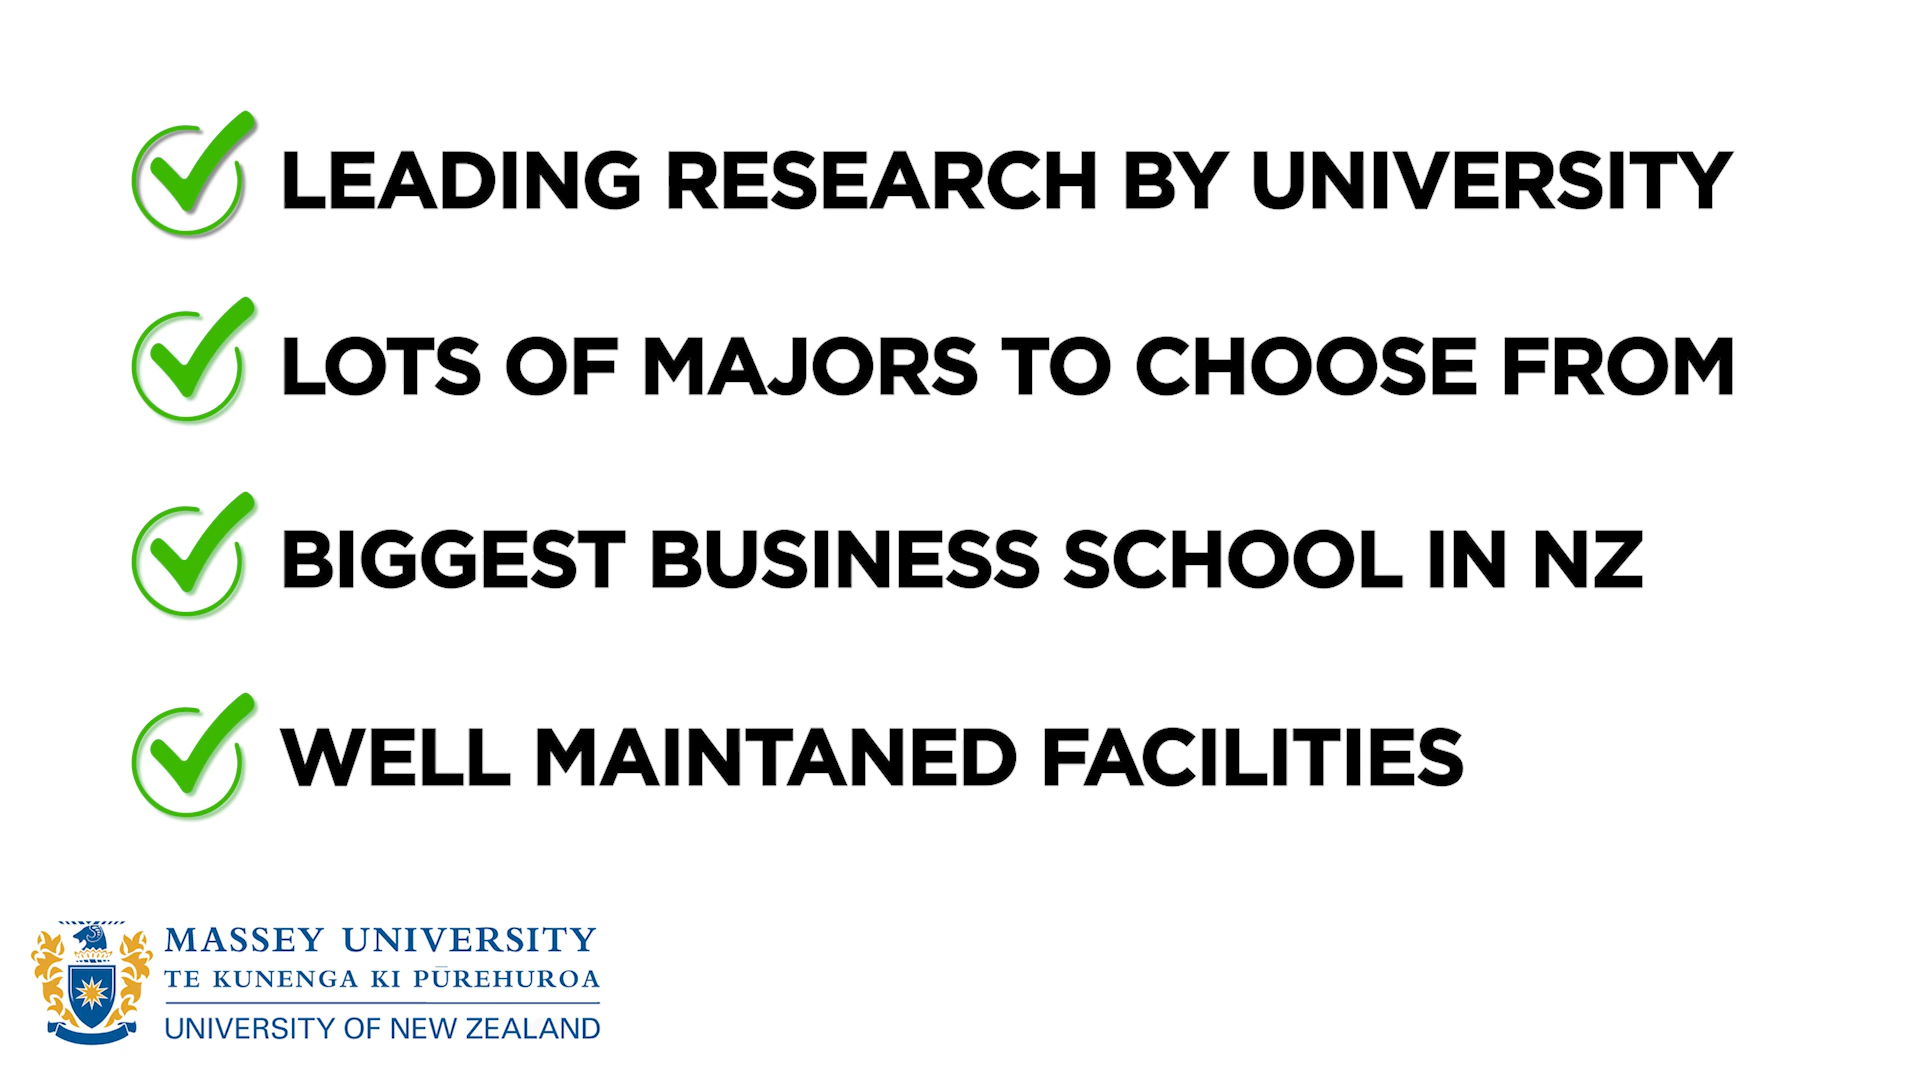 LEADING RESEARCH BY UNIVERSITY
LOTS OF MAJORS TO CHOOSE FROM
BIGGEST BUSINESS SCHOOL IN NZ
WELL MAINTANED FACILITIES
MASSEY UNIVERSITY
TE KUNENGA KI PŪREHUROA
UNIVERSITY OF NEW ZEALAND